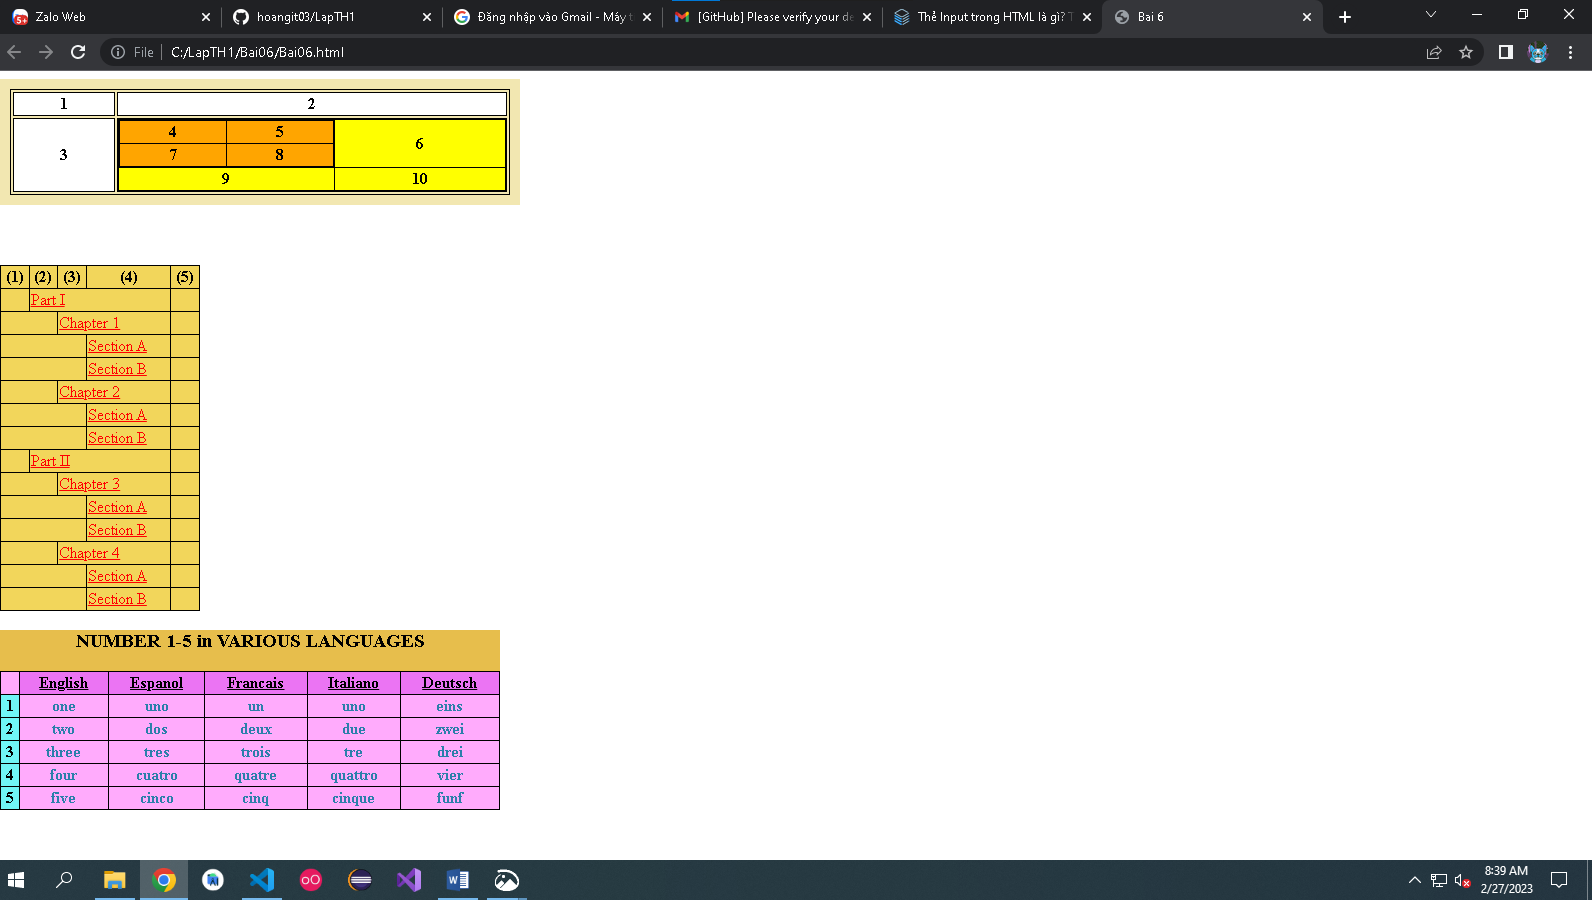 Zalo Web
hoangit03/LapTH1
Đăng nhập vào Gmail - Máy t
[GitHub] Please verify your de
Thẻ Input trong HTML là gì? T
Bai 6
File
C:/LapTH1/Bai06/Bai06.html
1 2
3
4 5
6
7 8
9 10
(1) (2) (3) (4) (5)
Part I
Chapter 1
Section A
Section B
Chapter 2
Section A
Section B
Part II
Chapter 3
Section A
Section B
Chapter 4
Section A
Section B
NUMBER 1-5 in VARIOUS LANGUAGES
English Espanol Francais Italiano Deutsch
1 one uno un uno eins
2 two dos deux due zwei
3 three tres trois tre drei
4 four cuatro quatre quattro vier
5 five cinco cinq cinque funf
8:39 AM
2/27/2023